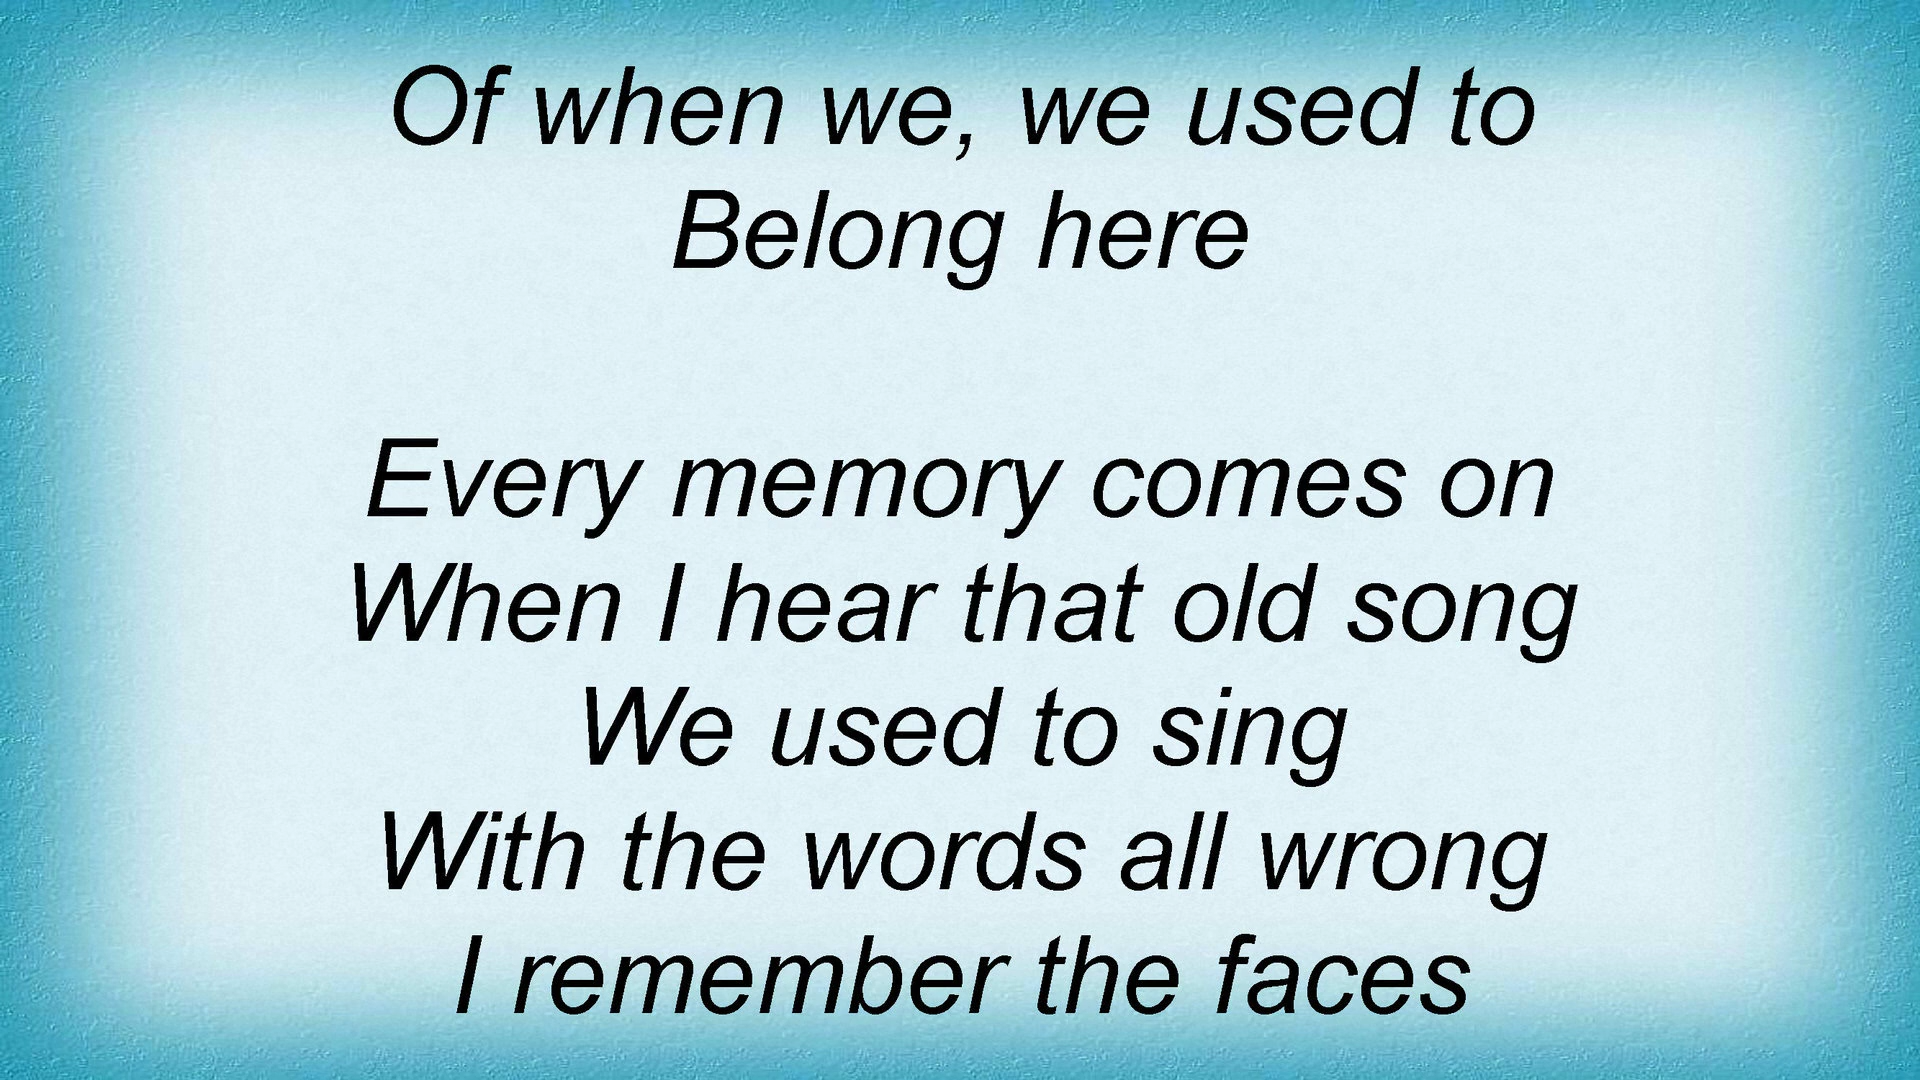 Of when we, we used to
Belong here
Every memory comes on
When I hear that old song
We used to sing
With the words all wrong
I remember the faces